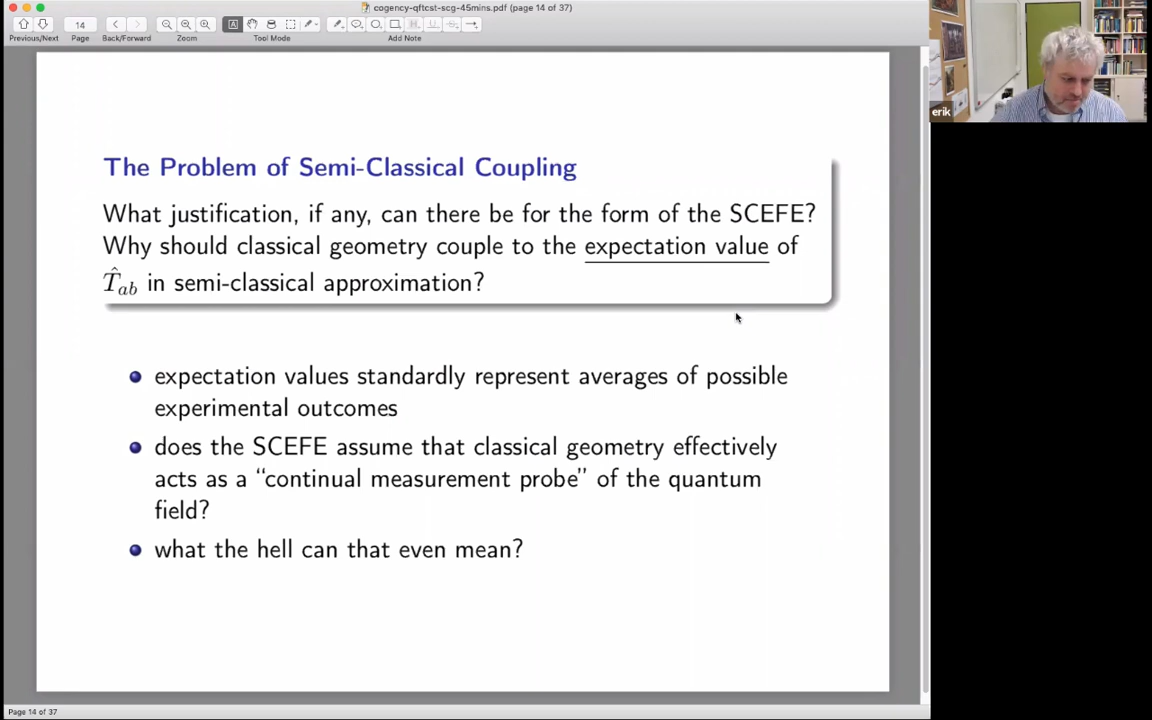 cogency-qftcst-scg-45mins.pdf (page 14 of 37)
14
Previous/Next Page Back/Forward Zoom Tool Mode Add Note
erik
The Problem of Semi-Classical Coupling
What justification, if any, can there be for the form of the SCEFE?
Why should classical geometry couple to the expectation value of
T̂ab in semi-classical approximation?
expectation values standardly represent averages of possible
experimental outcomes
does the SCEFE assume that classical geometry effectively
acts as a “continual measurement probe” of the quantum
field?
what the hell can that even mean?
Page 14 of 37